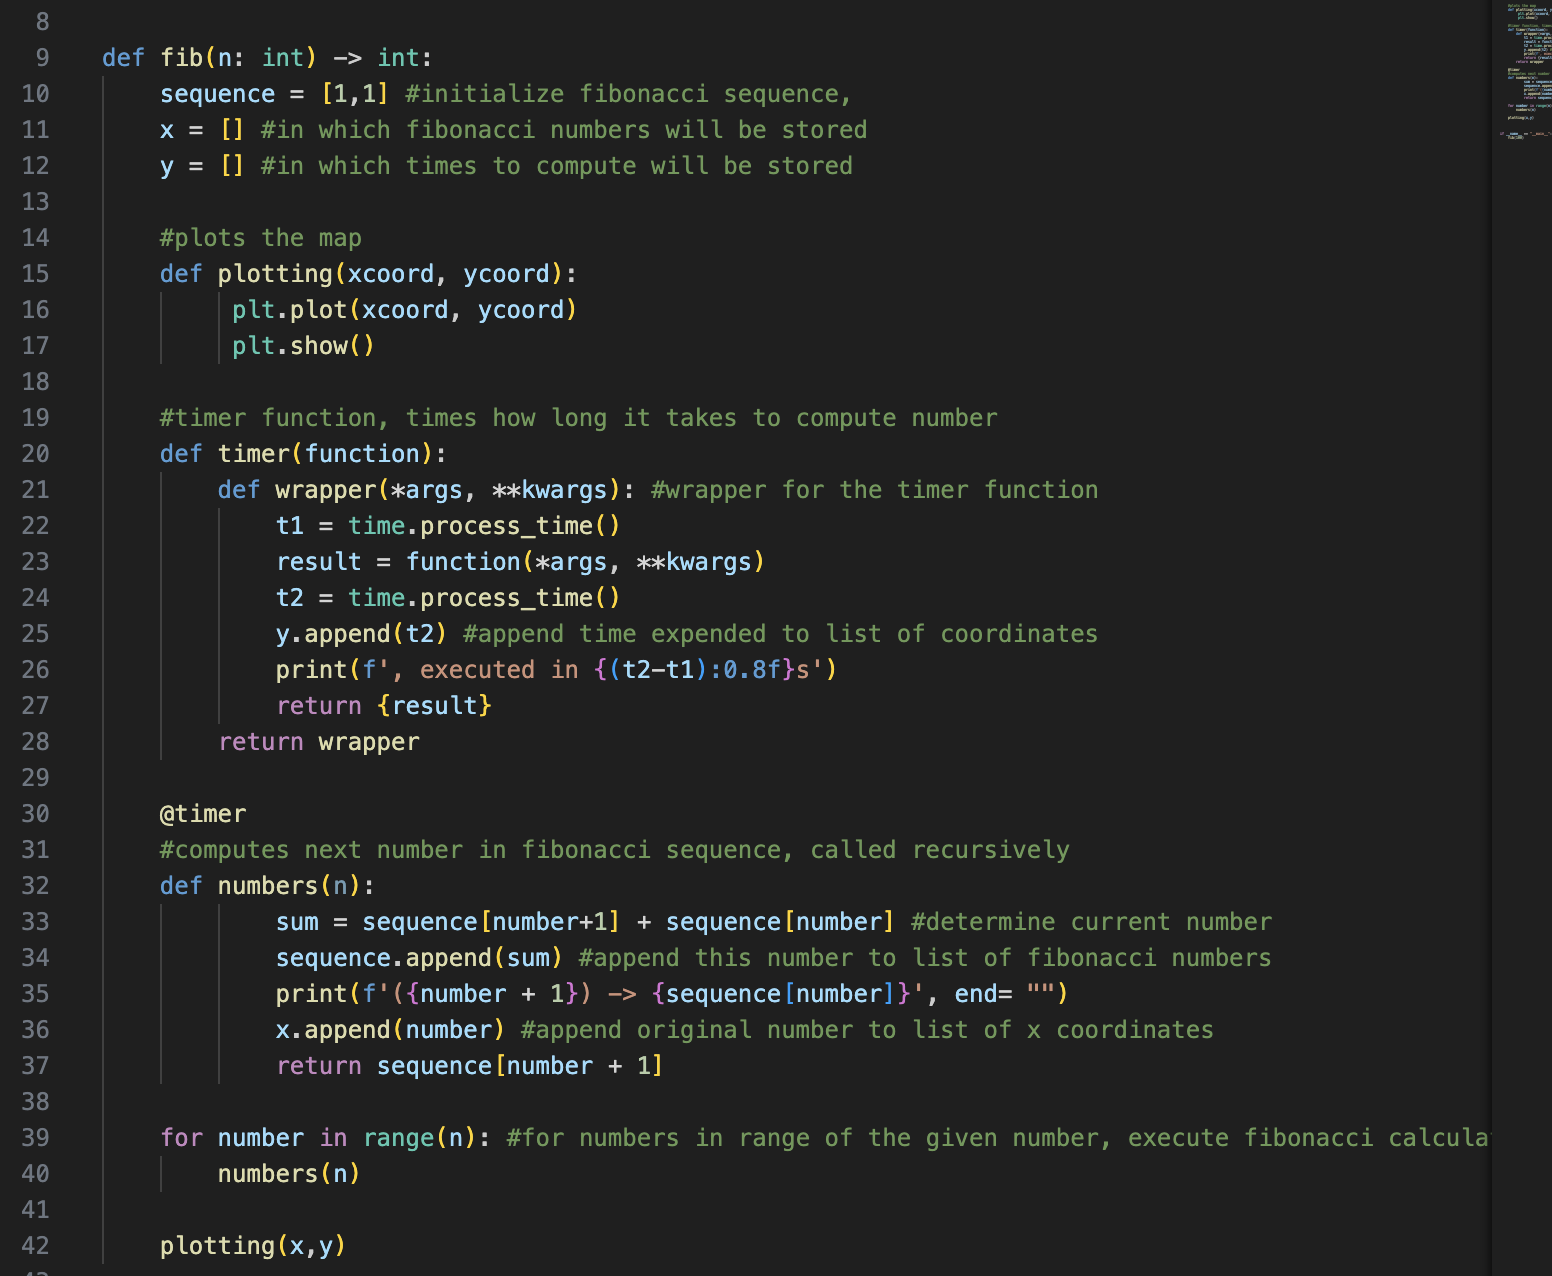 8
9 def fib(n: int) -> int:
10 sequence = [1,1] #initialize fibonacci sequence,
11 x = [] #in which fibonacci numbers will be stored
12 y = [] #in which times to compute will be stored
13
14 #plots the map
15 def plotting(xcoord, ycoord):
16 plt.plot(xcoord, ycoord)
17 plt.show()
18
19 #timer function, times how long it takes to compute number
20 def timer(function):
21 def wrapper(*args, **kwargs): #wrapper for the timer function
22 t1 = time.process_time()
23 result = function(*args, **kwargs)
24 t2 = time.process_time()
25 y.append(t2) #append time expended to list of coordinates
26 print(f', executed in {(t2-t1):0.8f}s')
27 return {result}
28 return wrapper
29
30 @timer
31 #computes next number in fibonacci sequence, called recursively
32 def numbers(n):
33 sum = sequence[number+1] + sequence[number] #determine current number
34 sequence.append(sum) #append this number to list of fibonacci numbers
35 print(f'({number + 1}) -> {sequence[number]}', end= "")
36 x.append(number) #append original number to list of x coordinates
37 return sequence[number + 1]
38
39 for number in range(n): #for numbers in range of the given number, execute fibonacci calcula
40 numbers(n)
41
42 plotting(x,y)